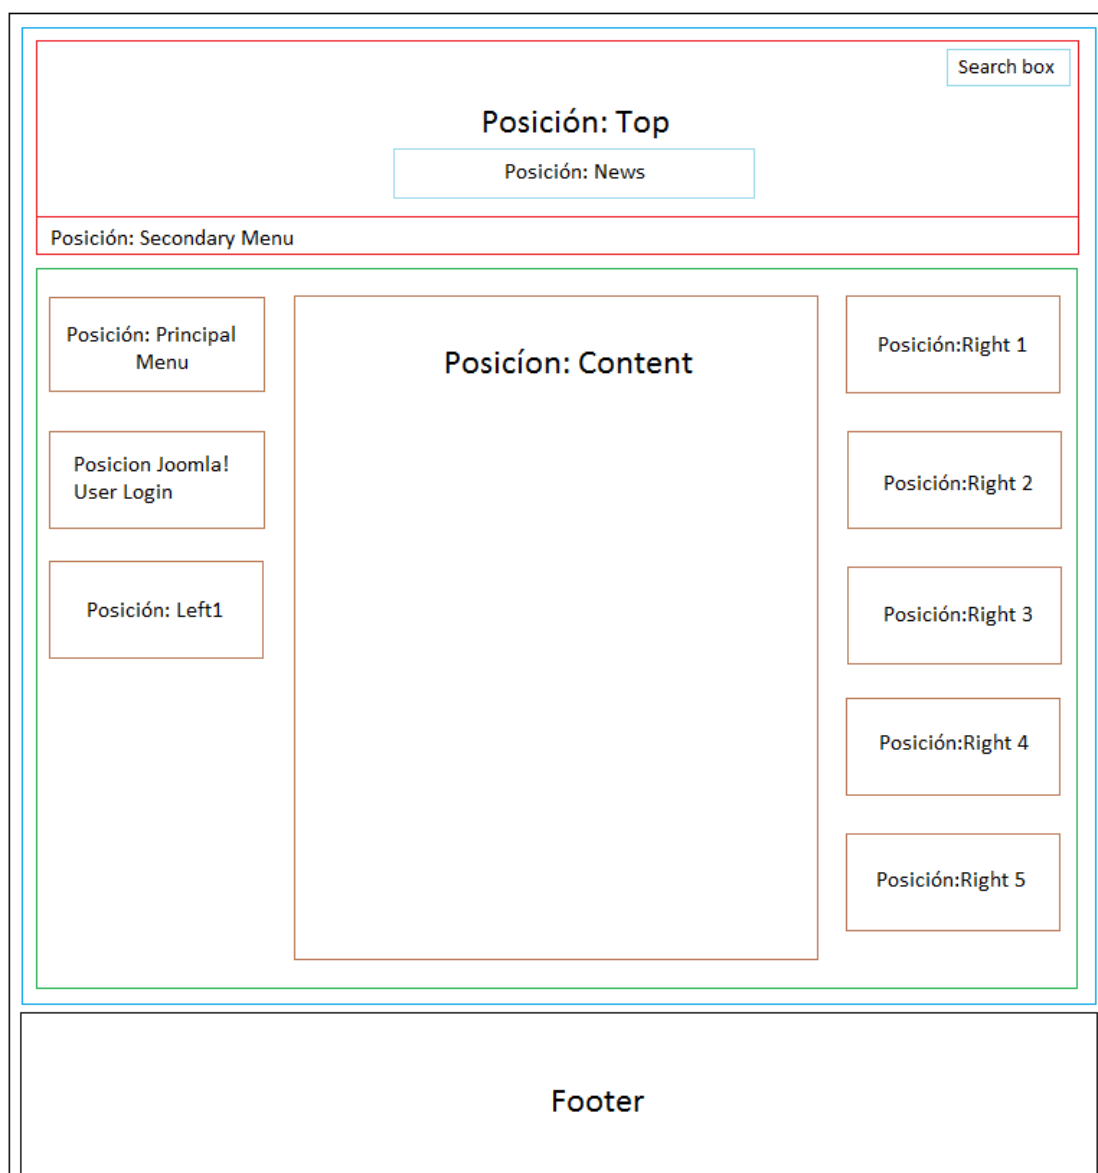 Search box
Posición: Top
Posición: News
Posición: Secondary Menu
Posición: Principal
Menu
Posicion Joomla!
User Login
Posición: Left1
Posicíon: Content
Posición:Right 1
Posición:Right 2
Posición:Right 3
Posición:Right 4
Posición:Right 5
Footer